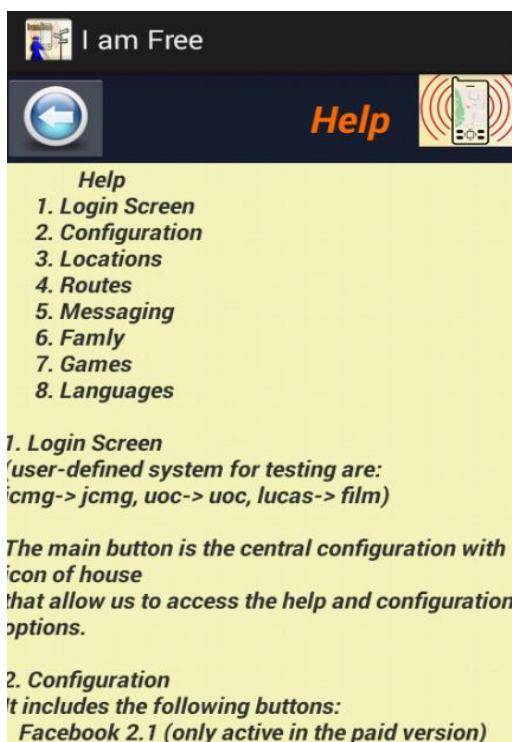 I am Free
Help
Help
1. Login Screen
2. Configuration
3. Locations
4. Routes
5. Messaging
6. Famly
7. Games
8. Languages
1. Login Screen
(user-defined system for testing are:
jcmg-> jcmg, uoc-> uoc, lucas-> film)
The main button is the central configuration with
icon of house
that allow us to access the help and configuration
options.
2. Configuration
It includes the following buttons:
Facebook 2.1 (only active in the paid version)